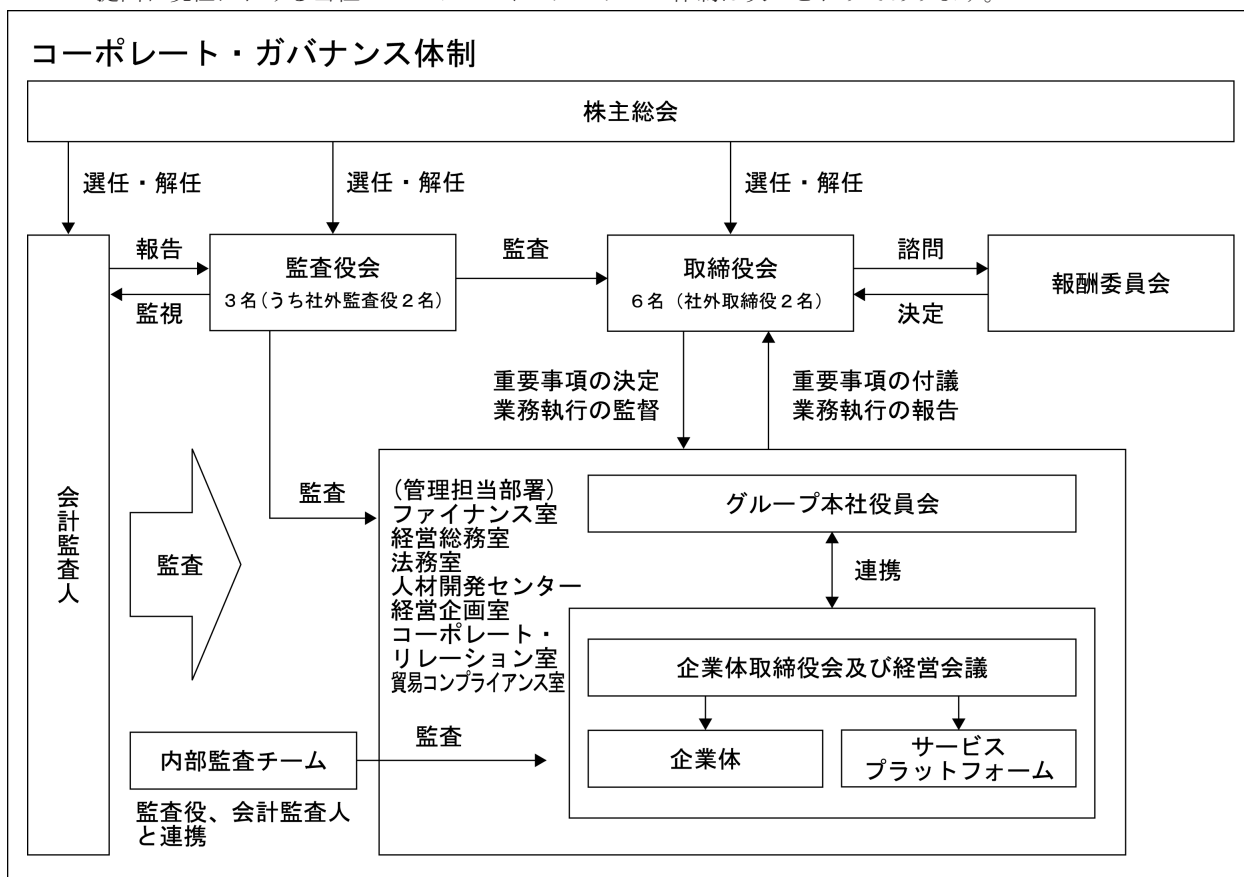 コーポレート・ガバナンス体制
株主総会
選任・解任
選任・解任
選任・解任
報告
監視
監査役会
3名(うち社外監査役2名)
監査
取締役会
6名(社外取締役2名)
諮問
決定
報酬委員会
重要事項の決定
業務執行の監督
重要事項の付議
業務執行の報告
会計監査人
監査
監査
(管理担当部署)
ファイナンス室
経営総務室
法務室
人材開発センター
経営企画室
コーポレート・
リレーション室
貿易コンプライアンス室
グループ本社役員会
連携
企業体取締役会及び経営会議
企業体
サービス
プラットフォーム
内部監査チーム
監査
監査役、会計監査人
と連携